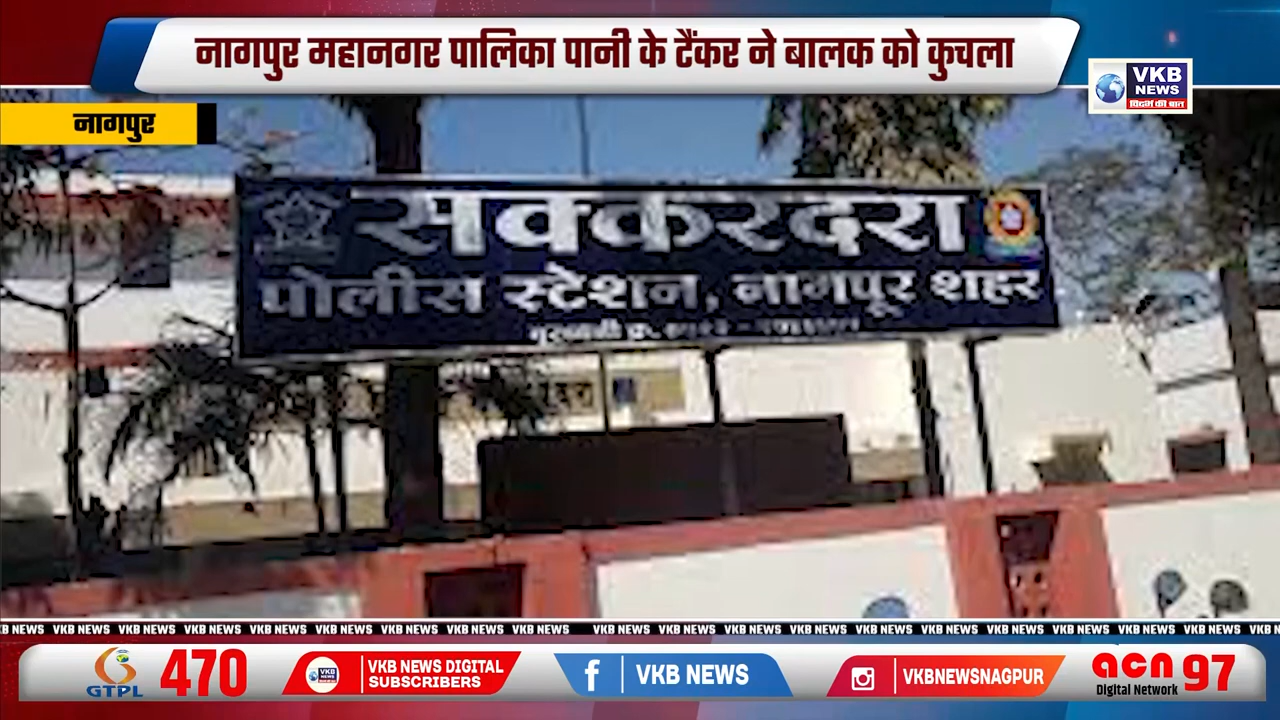 नागपुर महानगर पालिका पानी के टैंकर ने बालक को कुचला
VKB
NEWS
विदर्भ की बात
नागपुर
सक्करदरा
पोलीस स्टेशन, नागपूर शहर
VKB NEWS VKB NEWS VKB NEWS VKB NEWS VKB NEWS VKB NEWS VKB NEWS VKB NEWS VKB NEWS VKB NEWS VKB NEWS VKB NEWS VKB NEWS VKB NEWS VKB NEWS VKB NEWS VKB NEWS VKB NEWS VKB NEWS
GTPL
470
VKB
NEWS
VKB NEWS DIGITAL
SUBSCRIBERS
VKB NEWS
VKBNEWSNAGPUR
acn 97
Digital Network